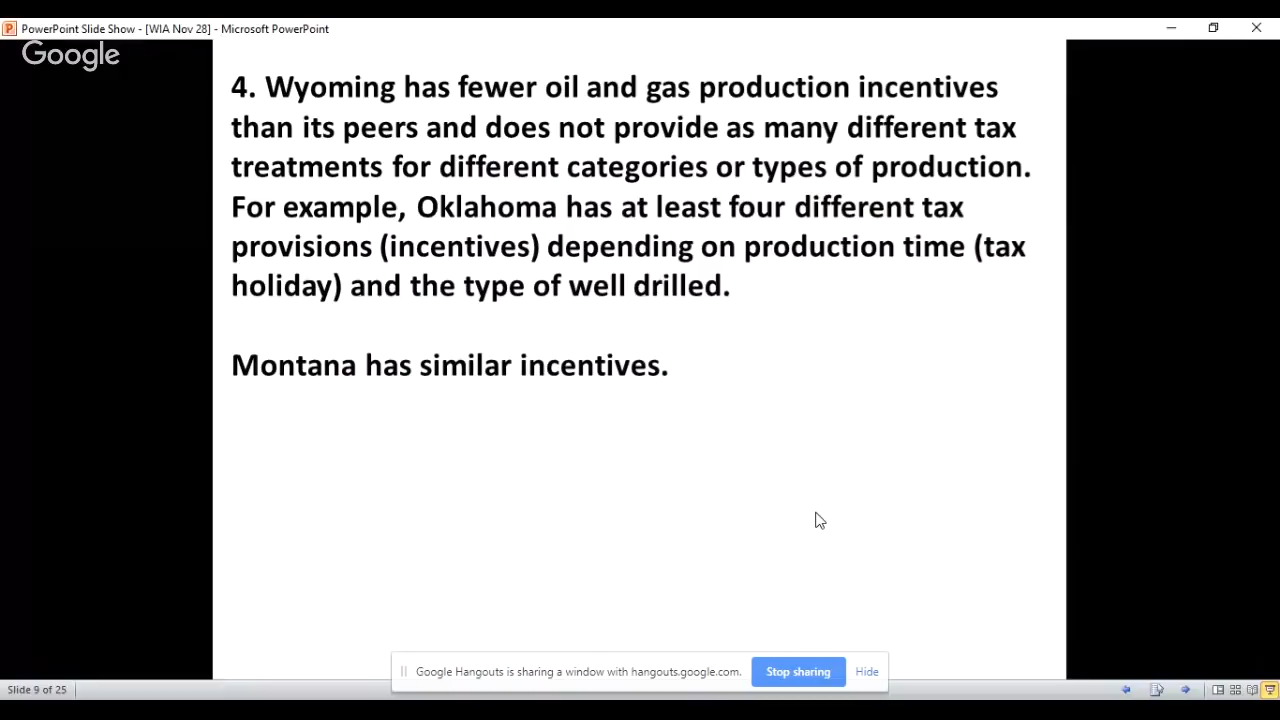 PowerPoint Slide Show - [WIA Nov 28] - Microsoft PowerPoint
Google
4. Wyoming has fewer oil and gas production incentives
than its peers and does not provide as many different tax
treatments for different categories or types of production.
For example, Oklahoma has at least four different tax
provisions (incentives) depending on production time (tax
holiday) and the type of well drilled.
Montana has similar incentives.
Google Hangouts is sharing a window with hangouts.google.com. Stop sharing Hide
Slide 9 of 25